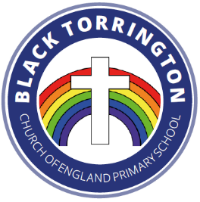 BLACK TORRINGTON
CHURCH OF ENGLAND PRIMARY SCHOOL